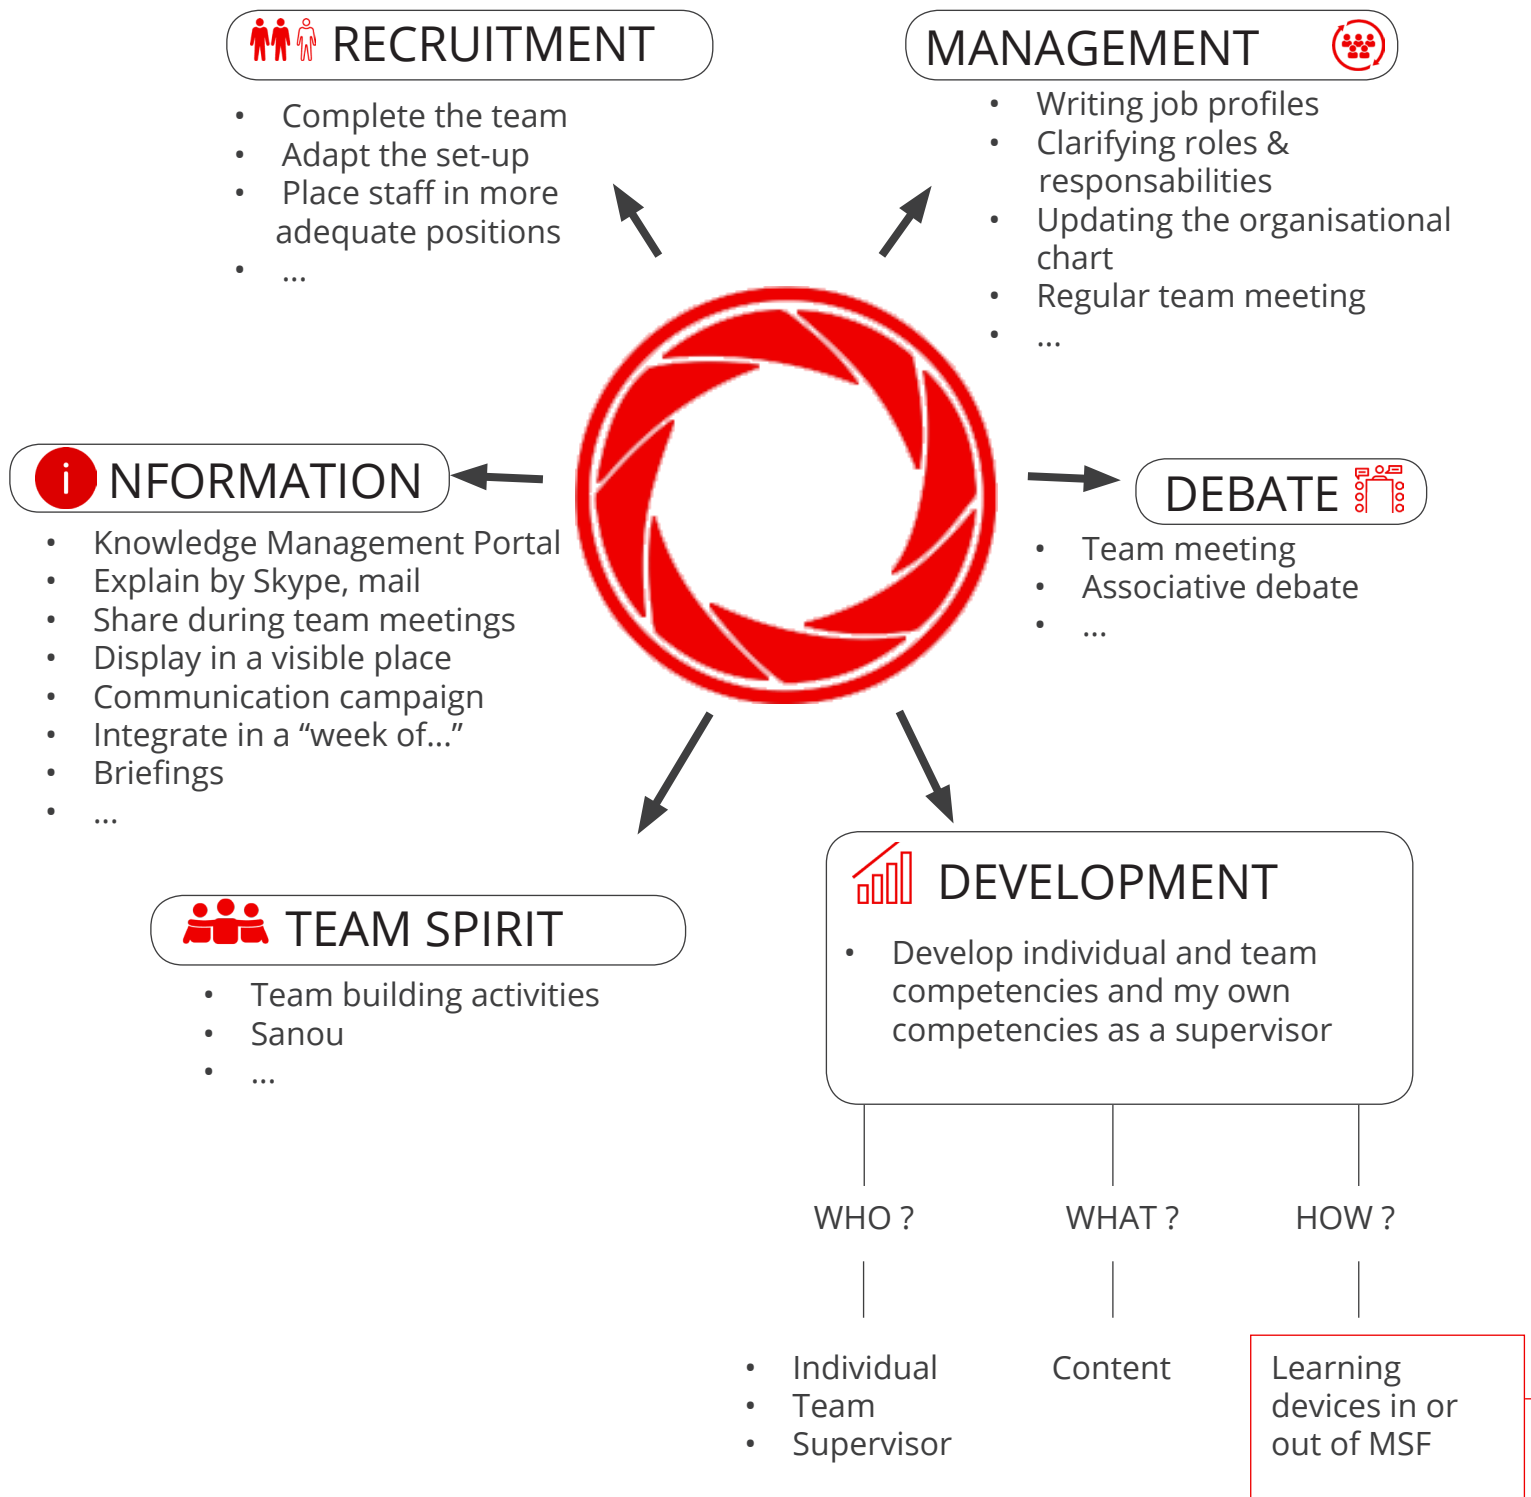 RECRUITMENT
• Complete the team
• Adapt the set-up
• Place staff in more
adequate positions
• ...
MANAGEMENT
• Writing job profiles
• Clarifying roles &
responsabilities
• Updating the organisational
chart
• Regular team meeting
• ...
i NFORMATION
• Knowledge Management Portal
• Explain by Skype, mail
• Share during team meetings
• Display in a visible place
• Communication campaign
• Integrate in a “week of...”
• Briefings
• ...
DEBATE
• Team meeting
• Associative debate
• ...
TEAM SPIRIT
• Team building activities
• Sanou
• ...
DEVELOPMENT
• Develop individual and team
competencies and my own
competencies as a supervisor
WHO ?
WHAT ?
HOW ?
• Individual
• Team
• Supervisor
Content
Learning
devices in or
out of MSF